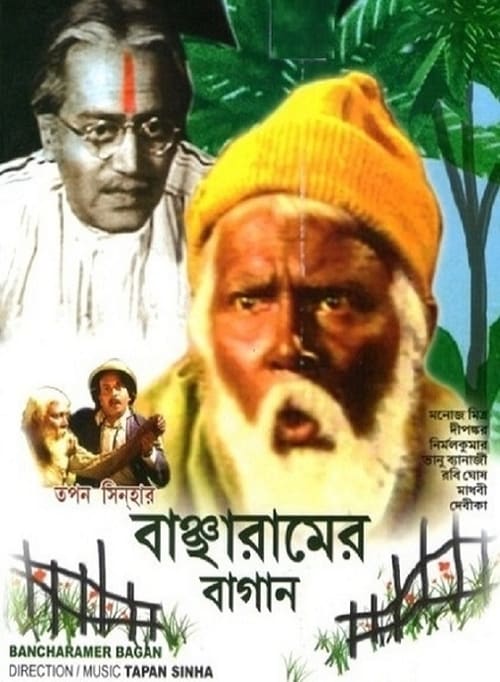 মনোজ মিত্র
দীপঙ্কর
নির্মলকুমার
ভানু ব্যানার্জী
রবি ঘোষ
মাধবী
দেবীকা
তপন সিন্‌হার
বাঞ্ছারামের
বাগান
BANCHARAMER BAGAN
DIRECTION / MUSIC TAPAN SINHA